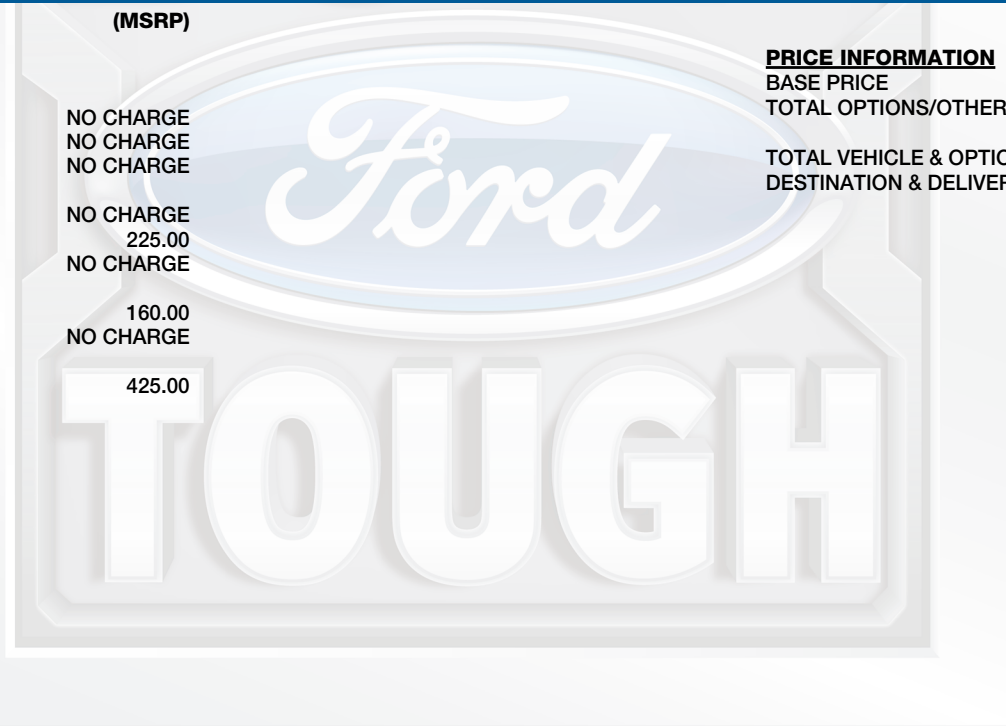 (MSRP)
NO CHARGE
NO CHARGE
NO CHARGE
NO CHARGE
225.00
NO CHARGE
160.00
NO CHARGE
425.00
PRICE INFORMATION
BASE PRICE
TOTAL OPTIONS/OTHER
TOTAL VEHICLE & OPTIO
DESTINATION & DELIVER
Ford
TOUGH